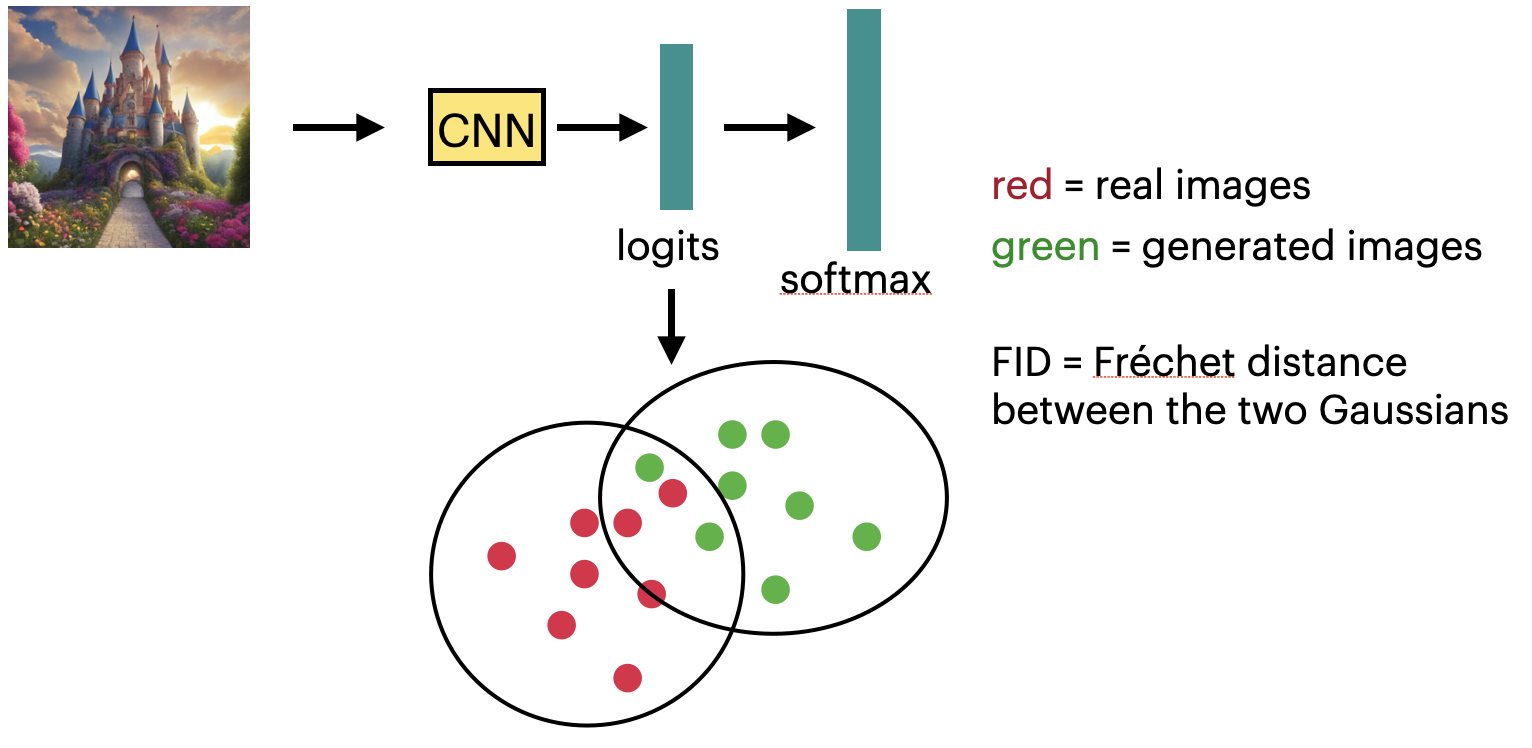 CNN
logits
softmax
red = real images
green = generated images
FID = Fréchet distance
between the two Gaussians